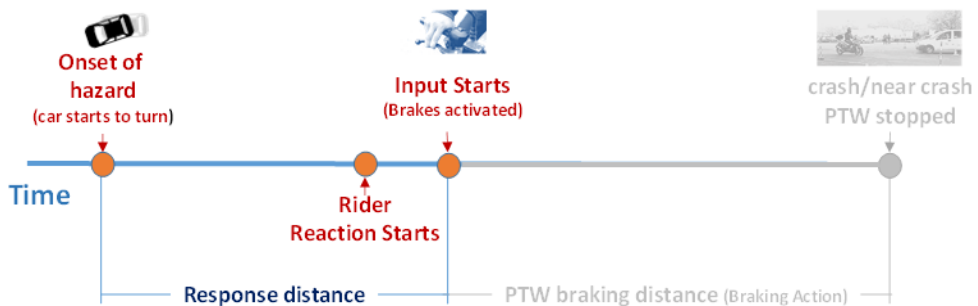 Onset of
hazard
(car starts to turn)
Input Starts
(Brakes activated)
crash/near crash
PTW stopped
Time
Rider
Reaction Starts
Response distance
PTW braking distance (Braking Action)